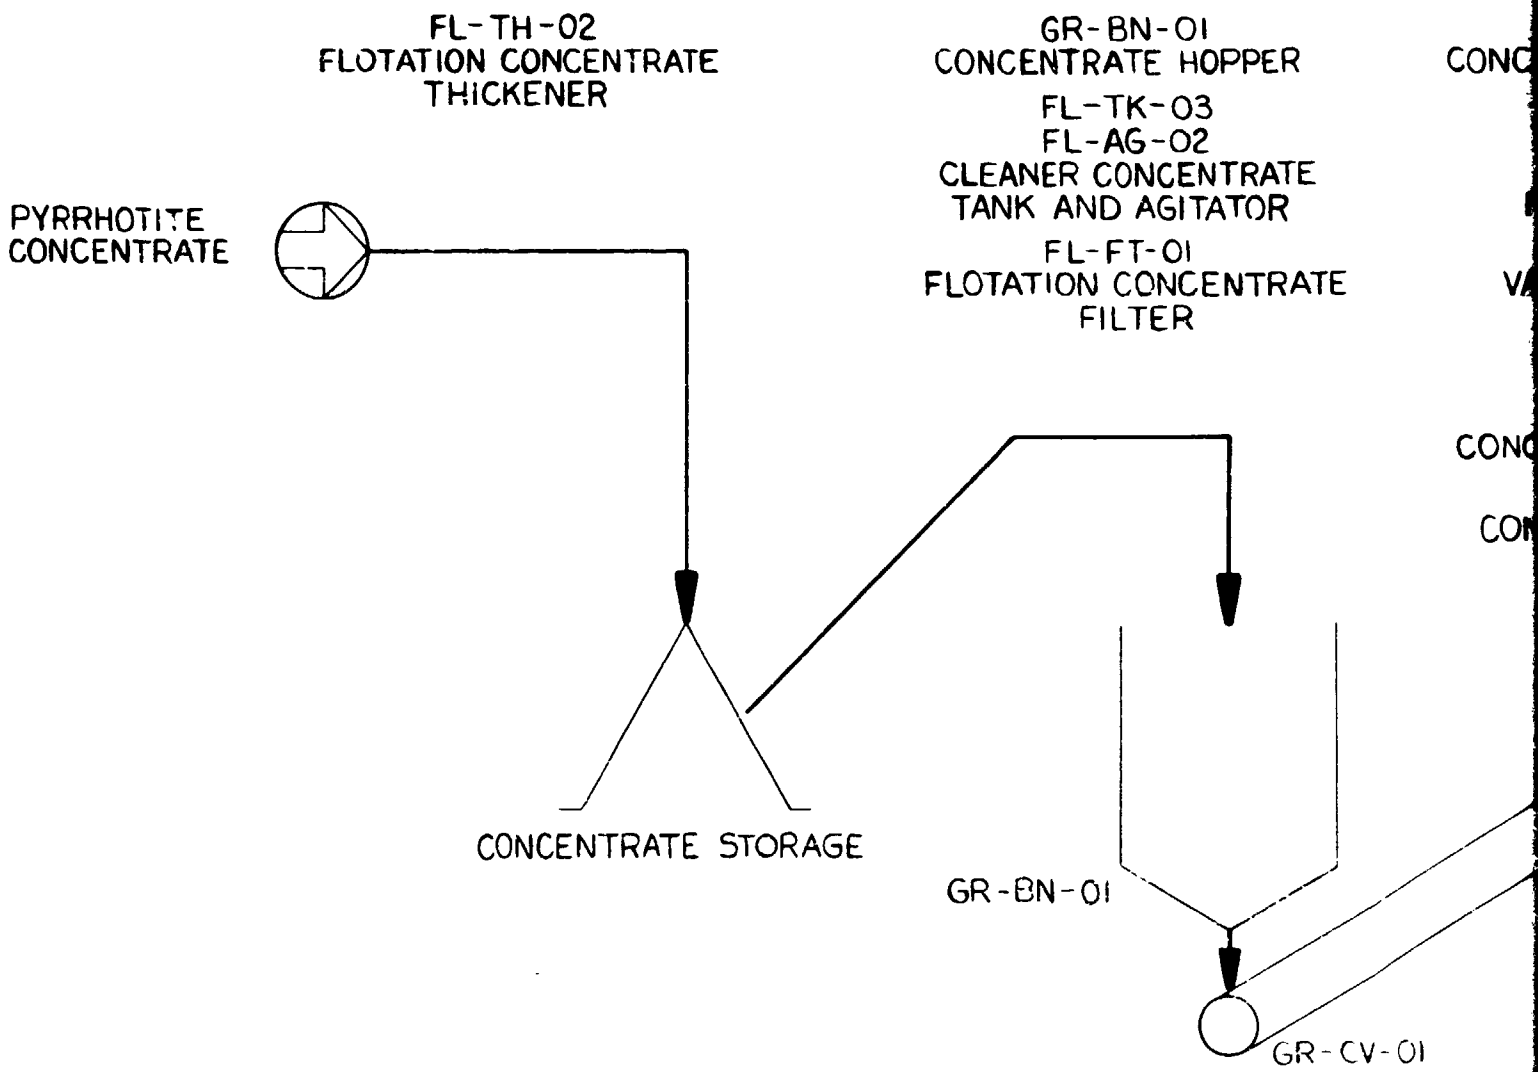 FL-TH-02
FLOTATION CONCENTRATE
THICKENER
GR-BN-01
CONCENTRATE HOPPER
FL-TK-03
FL-AG-02
CLEANER CONCENTRATE
TANK AND AGITATOR
FL-FT-01
FLOTATION CONCENTRATE
FILTER
PYRRHOTITE
CONCENTRATE
CONCENTRATE STORAGE
GR-BN-01
GR-CV-01